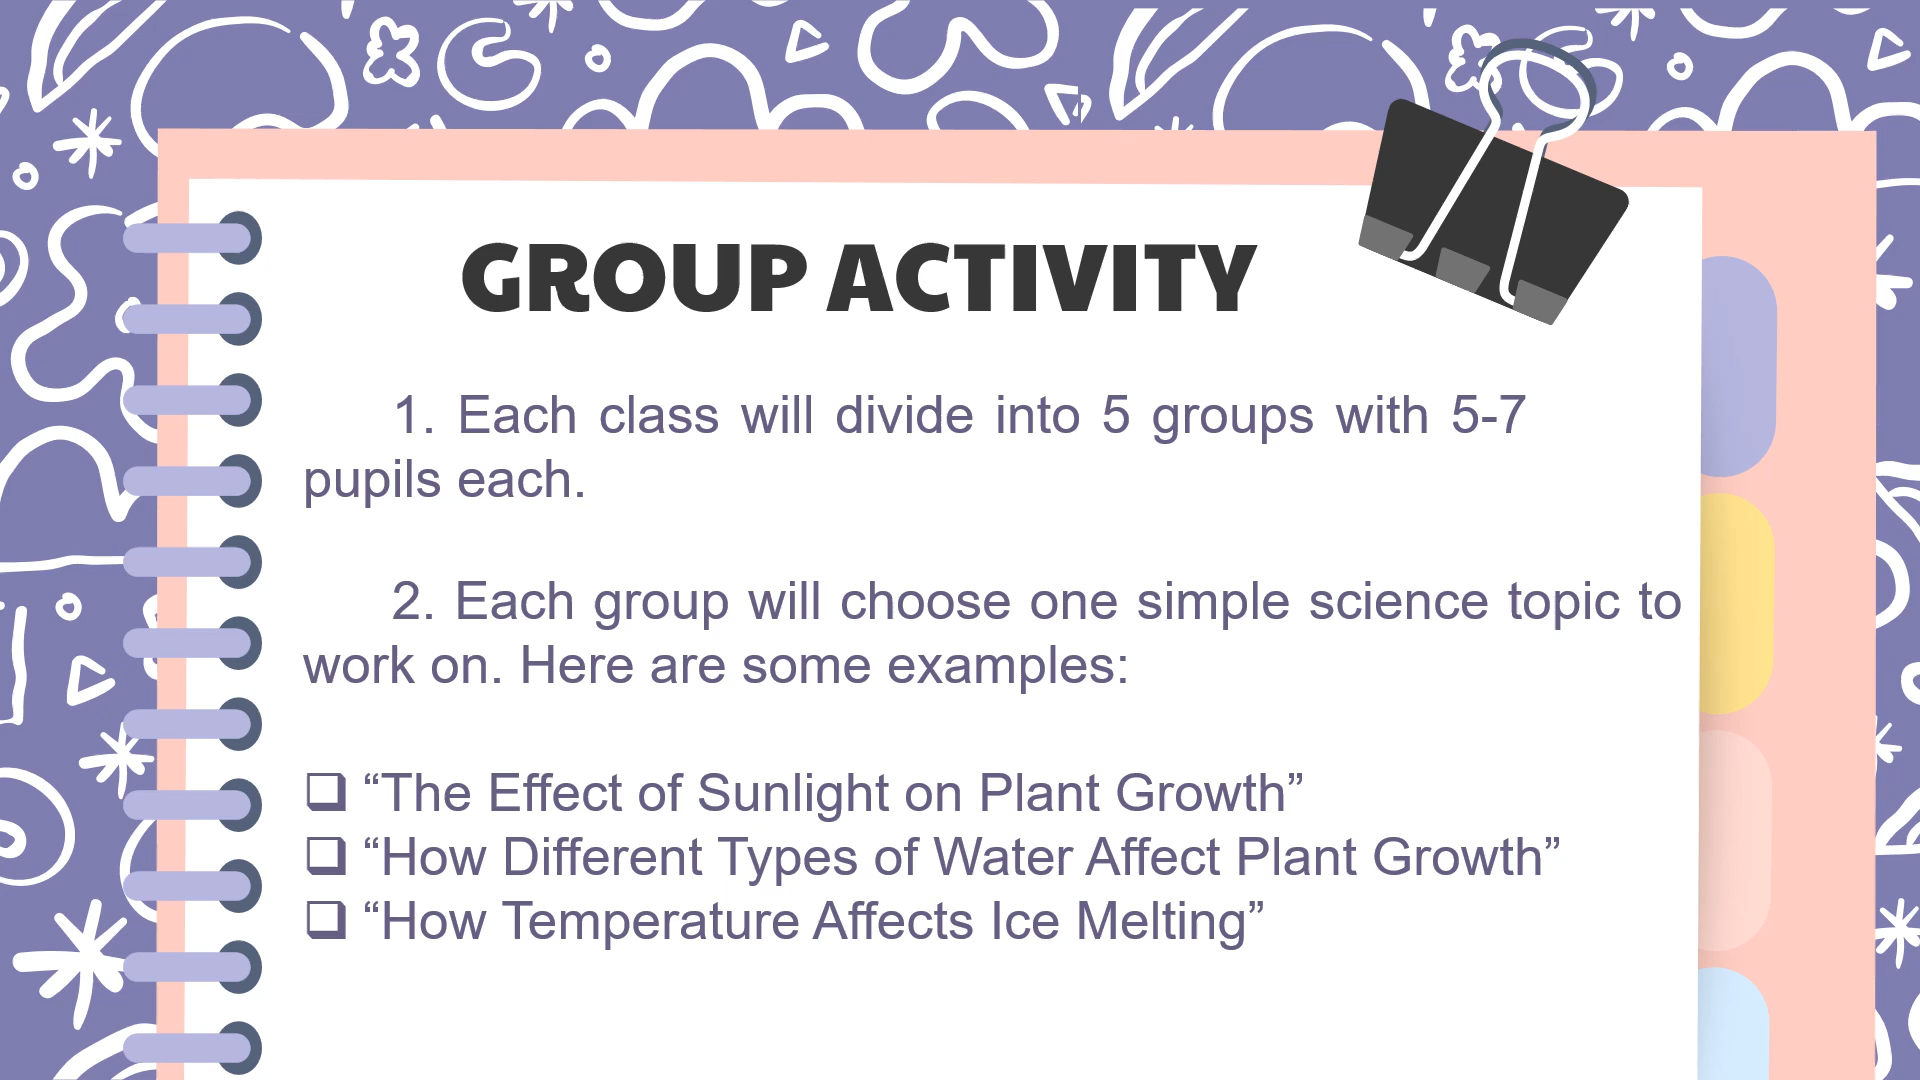 GROUP ACTIVITY
1. Each class will divide into 5 groups with 5-7
pupils each.
2. Each group will choose one simple science topic to
work on. Here are some examples:
❑ “The Effect of Sunlight on Plant Growth”
❑ “How Different Types of Water Affect Plant Growth”
❑ “How Temperature Affects Ice Melting”